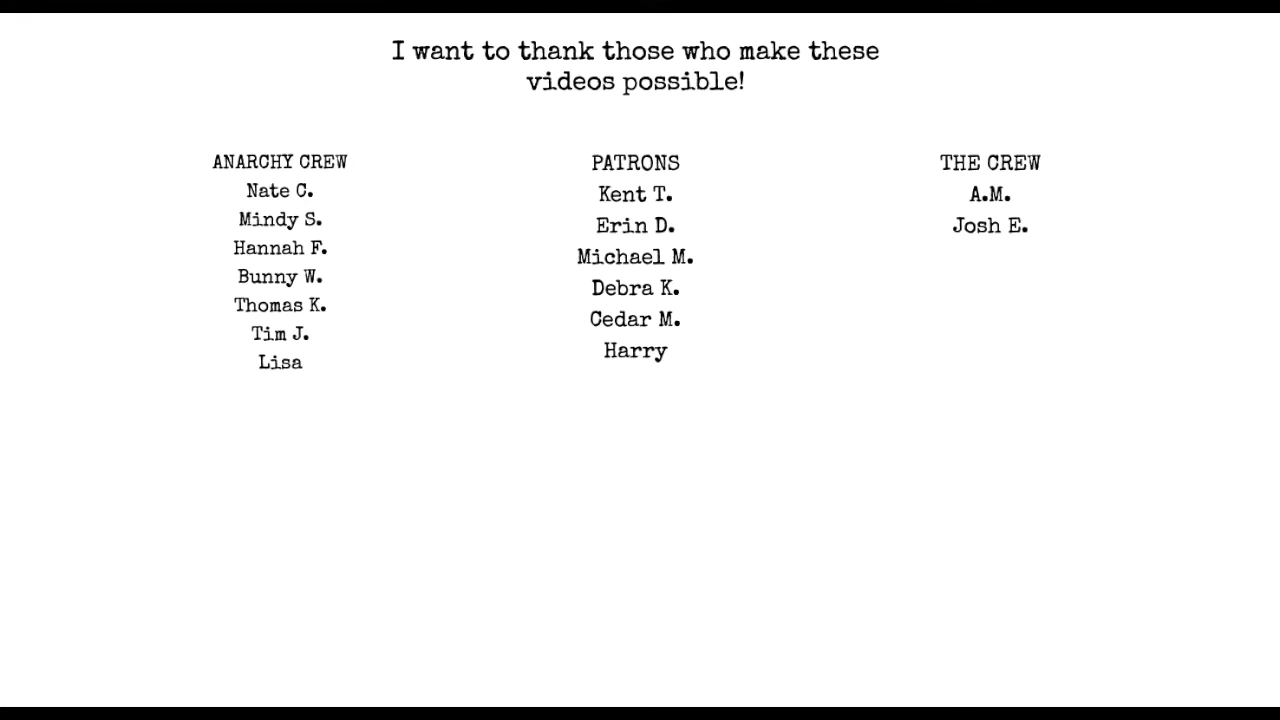 I want to thank those who make these
videos possible!
ANARCHY CREW
Nate C.
Mindy S.
Hannah F.
Bunny W.
Thomas K.
Tim J.
Lisa
PATRONS
Kent T.
Erin D.
Michael M.
Debra K.
Cedar M.
Harry
THE CREW
A.M.
Josh E.